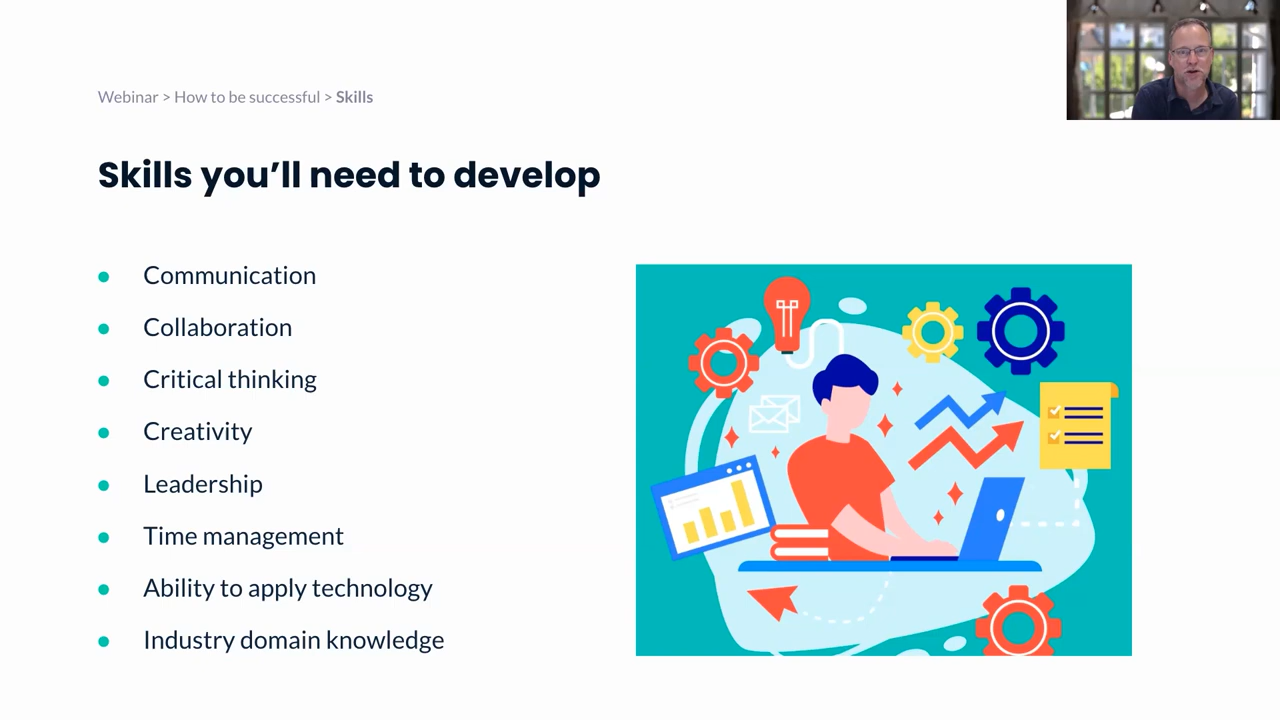 Webinar > How to be successful > Skills
Skills you’ll need to develop
Communication
Collaboration
Critical thinking
Creativity
Leadership
Time management
Ability to apply technology
Industry domain knowledge